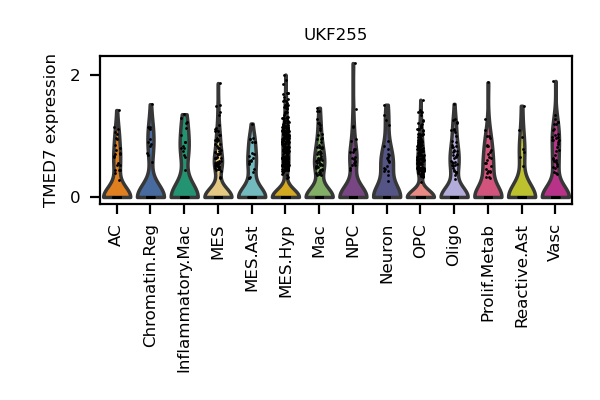 UKF255
TMED7 expression
2
0
AC
Chromatin.Reg
Inflammatory.Mac
MES
MES.Ast
MES.Hyp
Mac
NPC
Neuron
OPC
Oligo
Prolif.Metab
Reactive.Ast
Vasc